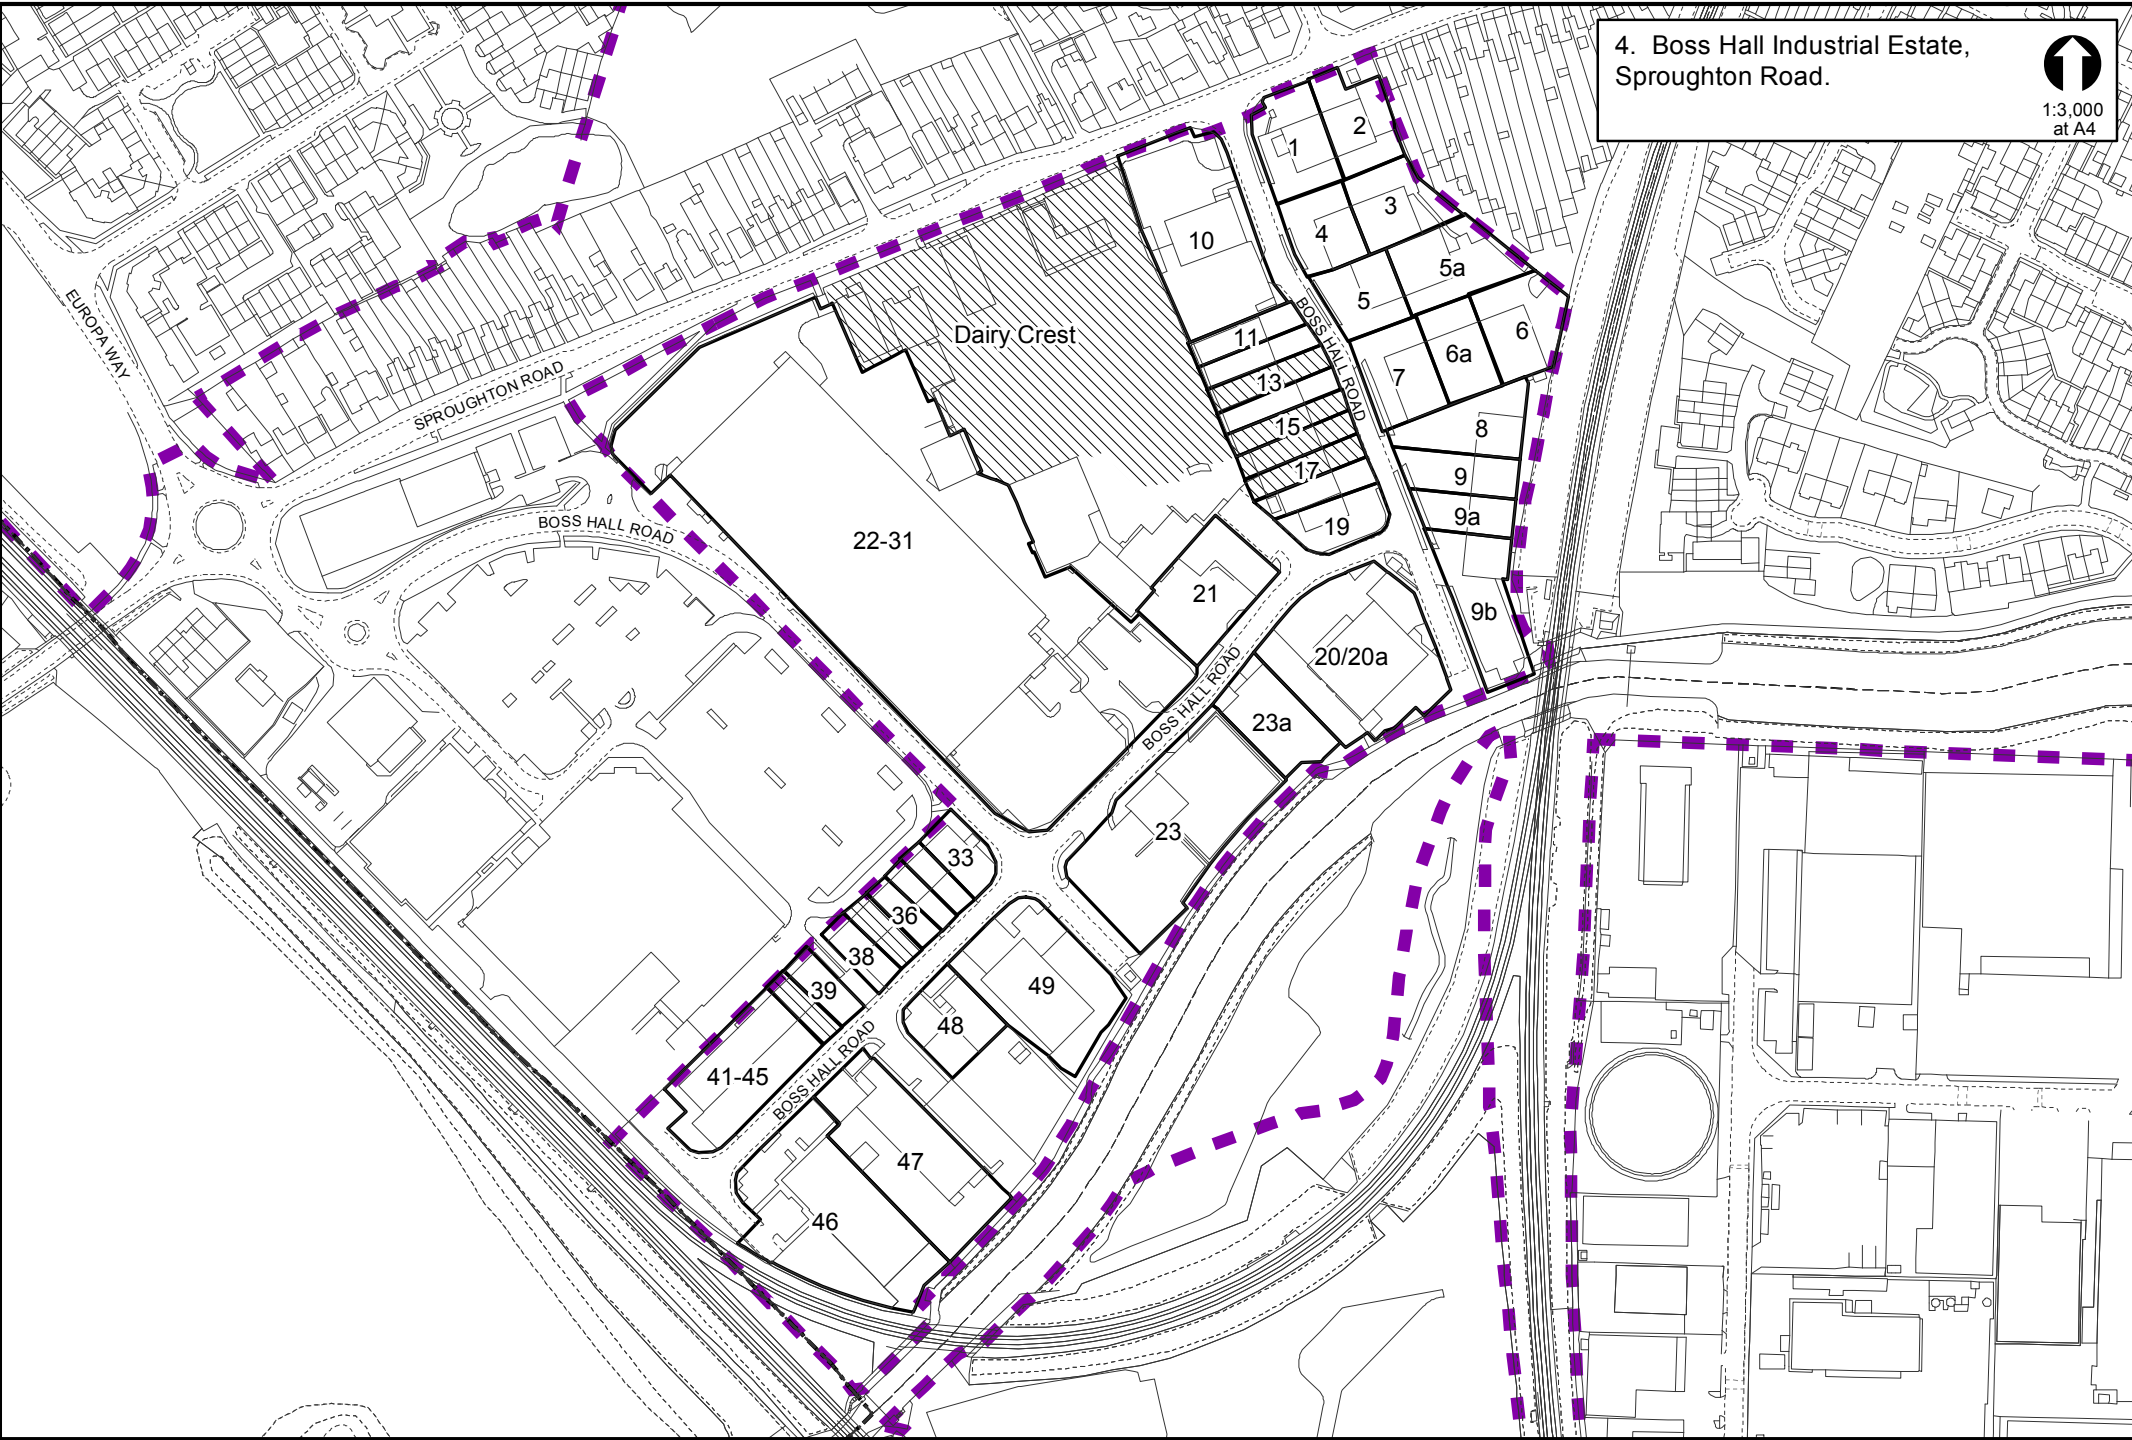 4. Boss Hall Industrial Estate,
Sproughton Road.
1:3,000
at A4
1
2
3
4
10
5a
5
EUROPA WAY
BOSS HALL ROAD
Dairy Crest
11
6
6a
7
13
SPROUGHTON ROAD
15
8
17
9
9a
19
BOSS HALL ROAD
22-31
21
9b
20/20a
BOSS HALL ROAD
23a
23
33
36
38
39
49
48
BOSS HALL ROAD
41-45
47
46